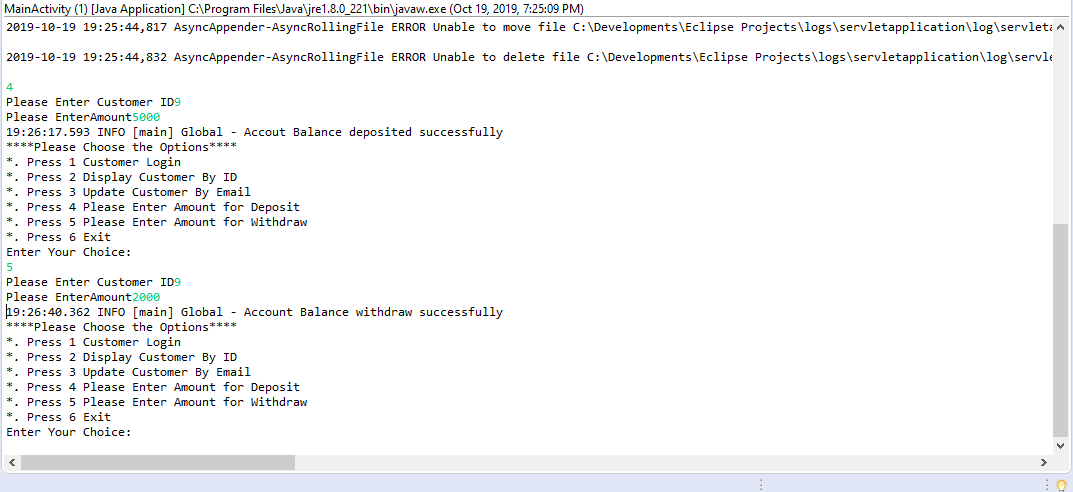 MainActivity (1) [Java Application] C:\Program Files\Java\jre1.8.0_221\bin\javaw.exe (Oct 19, 2019, 7:25:09 PM)
2019-10-19 19:25:44,817 AsyncAppender-AsyncRollingFile ERROR Unable to move file C:\Developments\Eclipse Projects\logs\servletapplication\log\servleta
2019-10-19 19:25:44,832 AsyncAppender-AsyncRollingFile ERROR Unable to delete file C:\Developments\Eclipse Projects\logs\servletapplication\log\servle
4
Please Enter Customer ID9
Please EnterAmount5000
19:26:17.593 INFO [main] Global - Accout Balance deposited successfully
****Please Choose the Options****
*. Press 1 Customer Login
*. Press 2 Display Customer By ID
*. Press 3 Update Customer By Email
*. Press 4 Please Enter Amount for Deposit
*. Press 5 Please Enter Amount for Withdraw
*. Press 6 Exit
Enter Your Choice:
5
Please Enter Customer ID9
Please EnterAmount2000
19:26:40.362 INFO [main] Global - Account Balance withdraw successfully
****Please Choose the Options****
*. Press 1 Customer Login
*. Press 2 Display Customer By ID
*. Press 3 Update Customer By Email
*. Press 4 Please Enter Amount for Deposit
*. Press 5 Please Enter Amount for Withdraw
*. Press 6 Exit
Enter Your Choice: